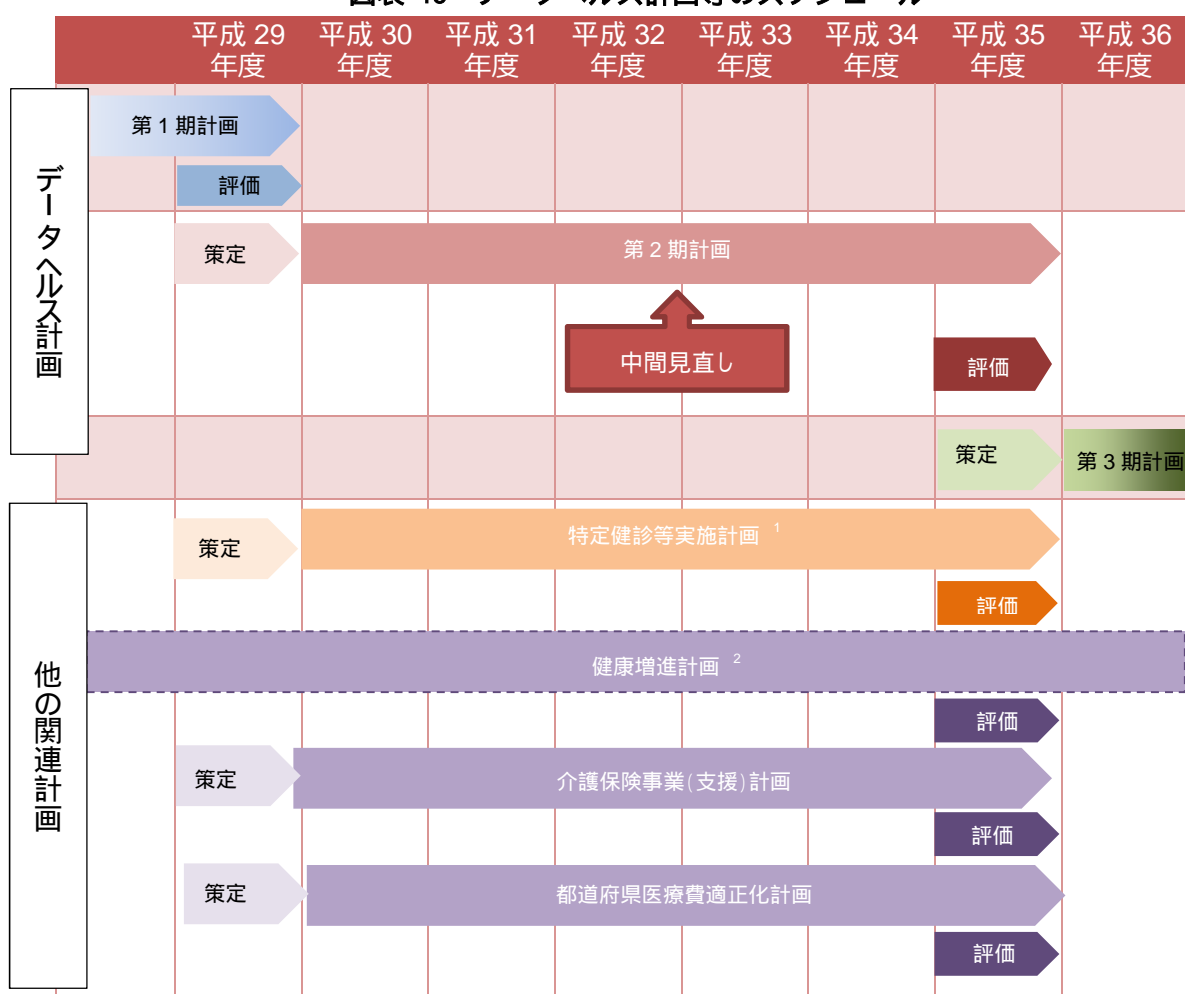 平成 29 年度
平成 30 年度
平成 31 年度
平成 32 年度
平成 33 年度
平成 34 年度
平成 35 年度
平成 36 年度
データヘルス計画
第 1 期計画
評価
策定
第 2 期計画
中間見直し
評価
策定
第 3 期計画
他の関連計画
策定
特定健診等実施計画 1
評価
健康増進計画 2
評価
策定
介護保険事業(支援)計画
評価
策定
都道府県医療費適正化計画
評価